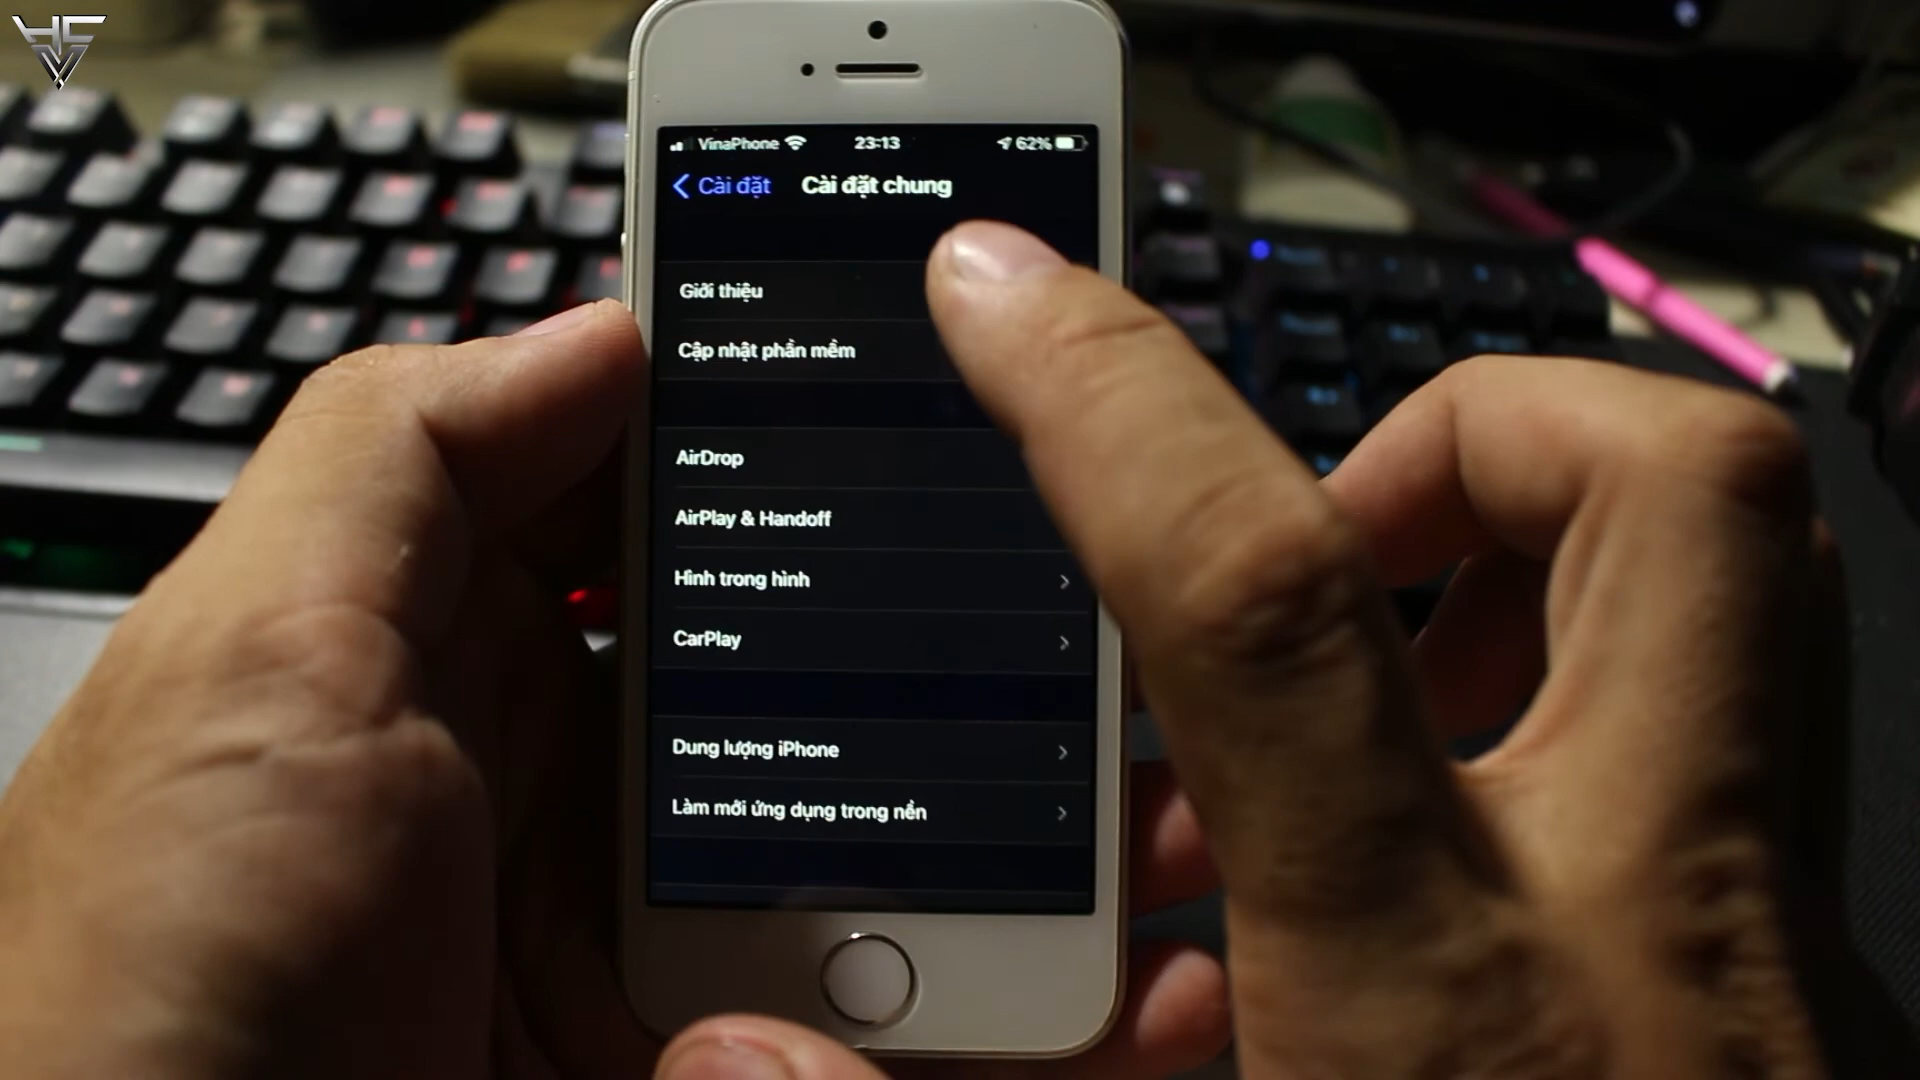 HCV
VinaPhone 23:13 62%
Cài đặt Cài đặt chung
Giới thiệu
Cập nhật phần mềm
AirDrop
AirPlay & Handoff
Hình trong hình
CarPlay
Dung lượng iPhone
Làm mới ứng dụng trong nền